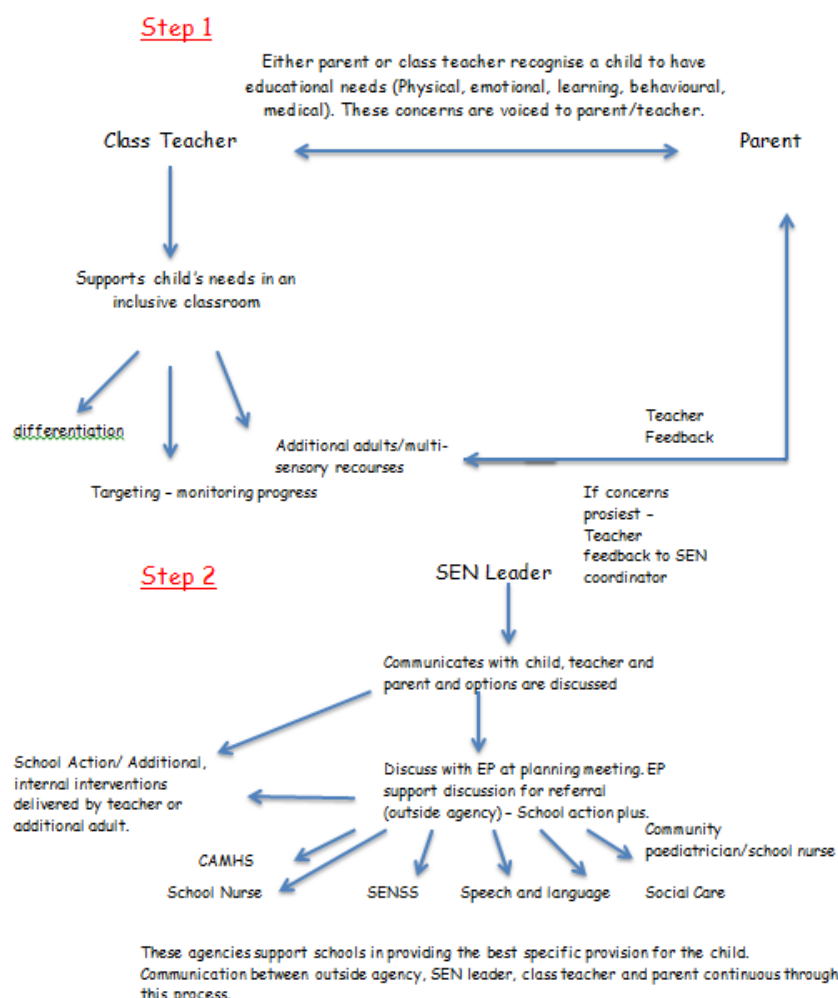 Step 1
Either parent or class teacher recognise a child to have
educational needs (Physical, emotional, learning, behavioural,
medical). These concerns are voiced to parent/teacher.
Class Teacher
Parent
Supports child's needs in an
inclusive classroom
differentiation
Additional adults/multi-
sensory recourses
Targeting – monitoring progress
Teacher
Feedback
If concerns
prosiest –
Teacher
feedback to SEN
coordinator
Step 2
SEN Leader
Communicates with child, teacher and
parent and options are discussed
School Action/ Additional,
internal interventions
delivered by teacher or
additional adult.
Discuss with EP at planning meeting. EP
support discussion for referral
(outside agency) – School action plus.
Community
paediatrician/school nurse
CAMHS
School Nurse
SENSS
Speech and language
Social Care
These agencies support schools in providing the best specific provision for the child.
Communication between outside agency, SEN leader, class teacher and parent continuous through
this process.